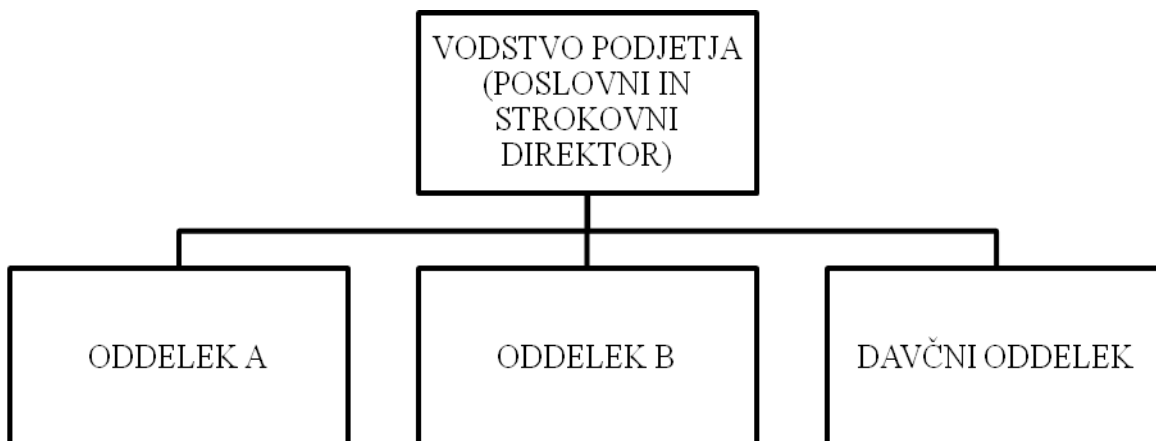 VODSTVO PODJETJA
(POSLOVNI IN
STROKOVNI
DIREKTOR)
ODDELEK A
ODDELEK B
DAVČNI ODDELEK